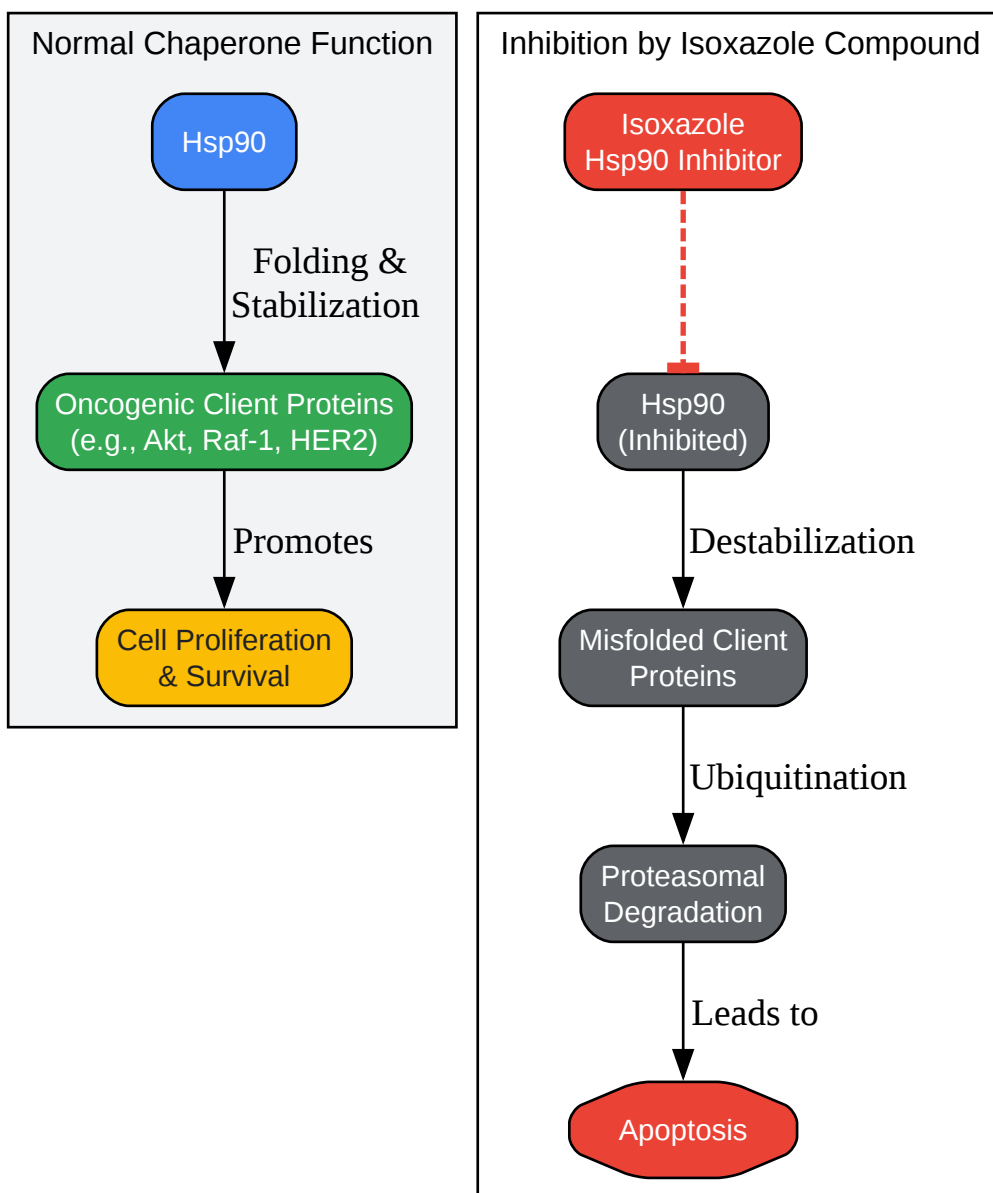 Normal Chaperone Function
Hsp90
Folding &
Stabilization
Oncogenic Client Proteins
(e.g., Akt, Raf-1, HER2)
Promotes
Cell Proliferation
& Survival
Inhibition by Isoxazole Compound
Isoxazole
Hsp90 Inhibitor
Hsp90
(Inhibited)
Destabilization
Misfolded Client
Proteins
Ubiquitination
Proteasomal
Degradation
Leads to
Apoptosis